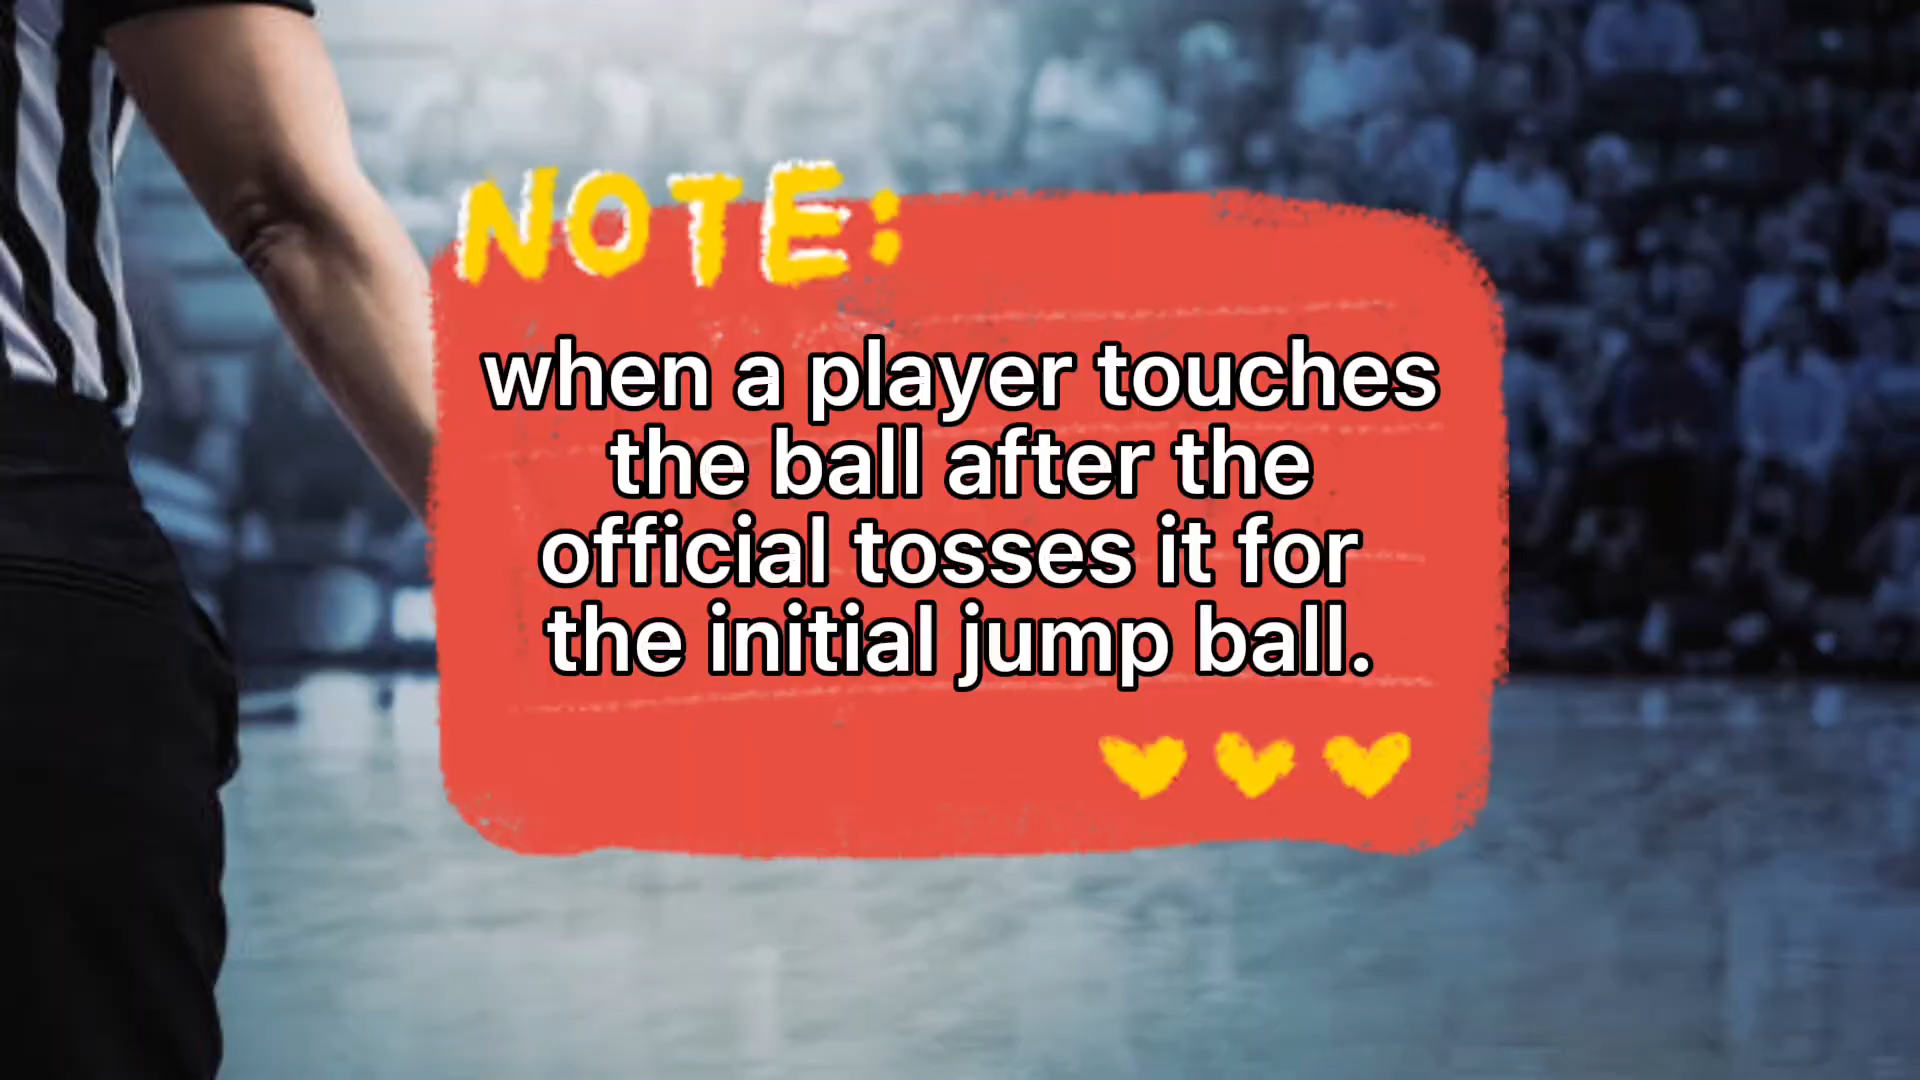 NOTE:
when a player touches
the ball after the
official tosses it for
the initial jump ball.